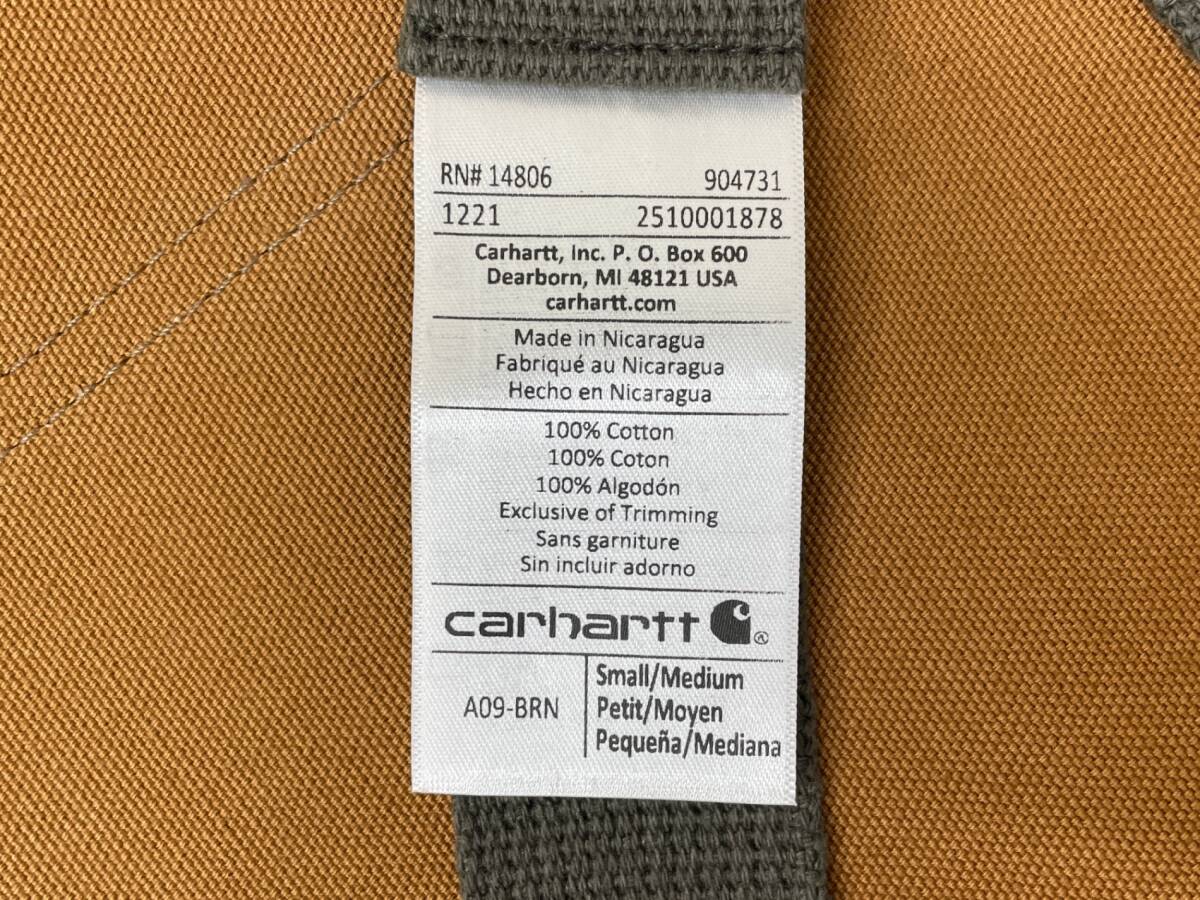 RN# 14806 904731
1221 2510001878
Carhartt, Inc. P. O. Box 600
Dearborn, MI 48121 USA
carhartt.com
Made in Nicaragua
Fabriqué au Nicaragua
Hecho en Nicaragua
100% Cotton
100% Coton
100% Algodón
Exclusive of Trimming
Sans garniture
Sin incluir adorno
carhartt ®
A09-BRN
Small/Medium
Petit/Moyen
Pequeña/Mediana